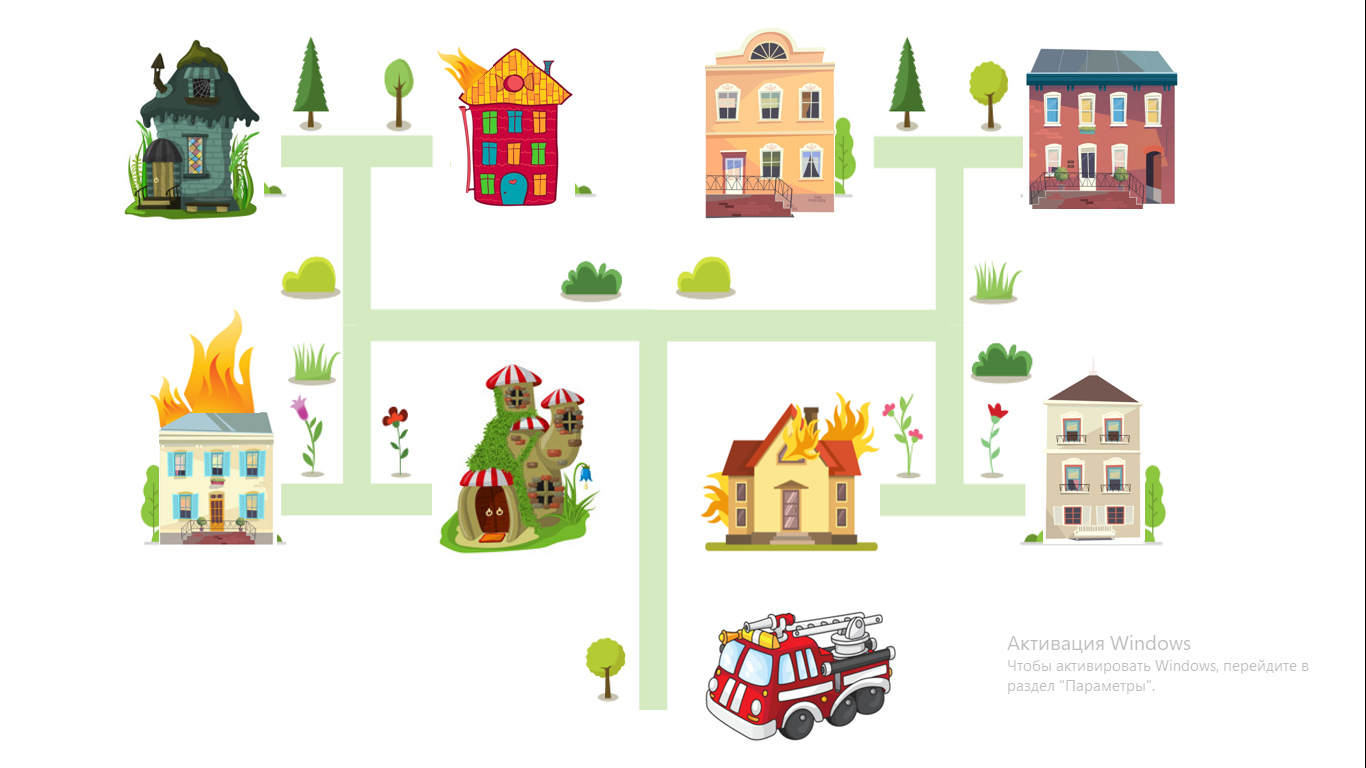 Активация Windows
Чтобы активировать Windows, перейдите в
раздел "Параметры".